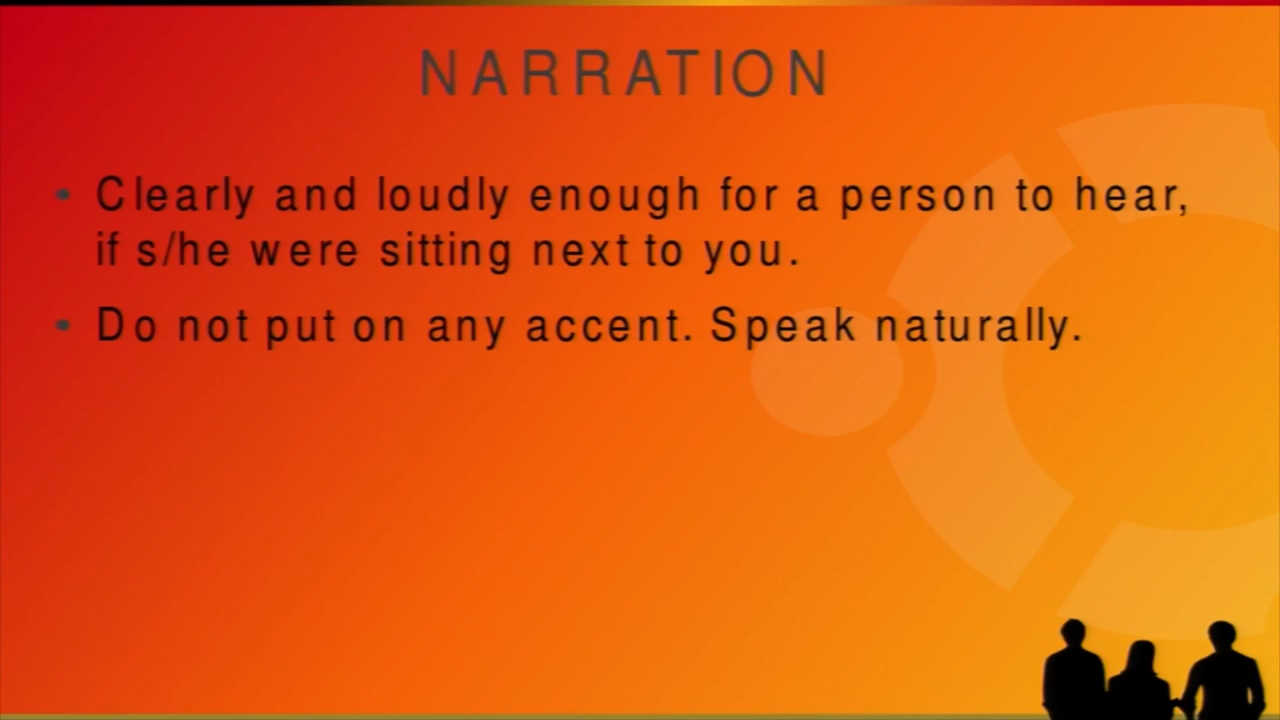 NARRATION
• Clearly and loudly enough for a person to hear,
if s/he were sitting next to you.
• Do not put on any accent. Speak naturally.